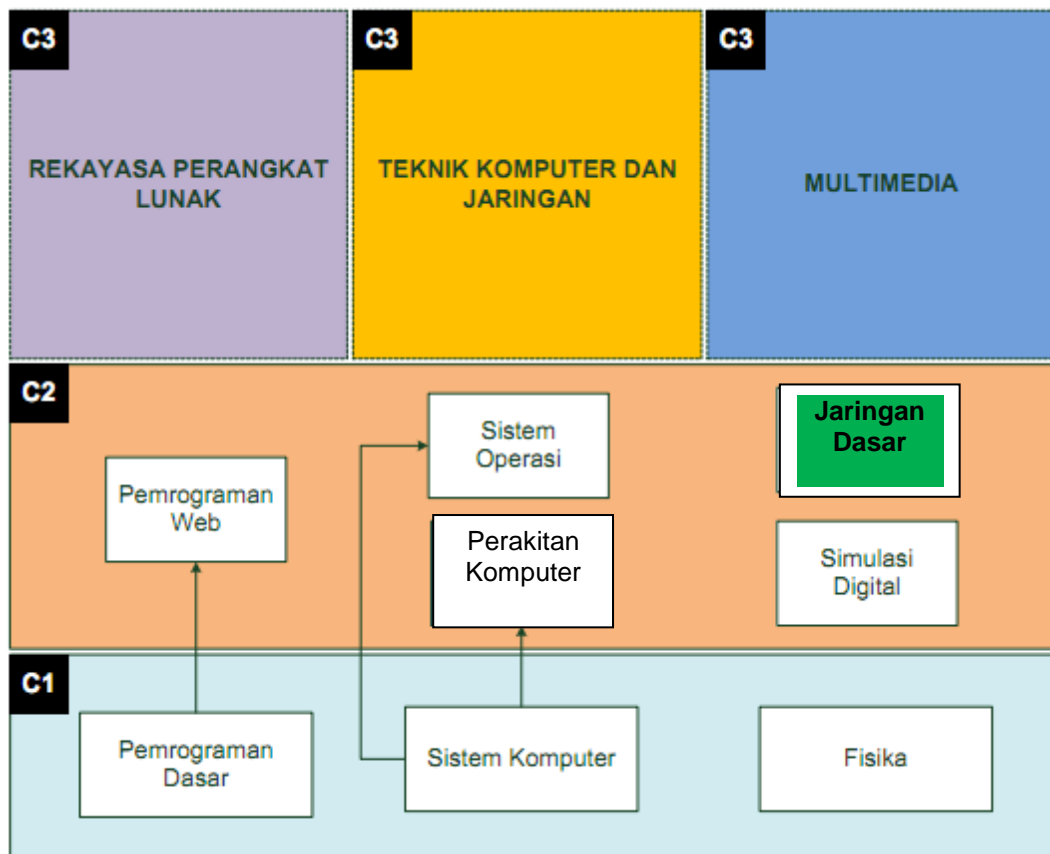 C3
REKAYASA PERANGKAT
LUNAK
C3
TEKNIK KOMPUTER DAN
JARINGAN
C3
MULTIMEDIA
C2
Pemrograman
Web
Sistem
Operasi
Perakitan
Komputer
Jaringan
Dasar
Simulasi
Digital
C1
Pemrograman
Dasar
Sistem Komputer
Fisika